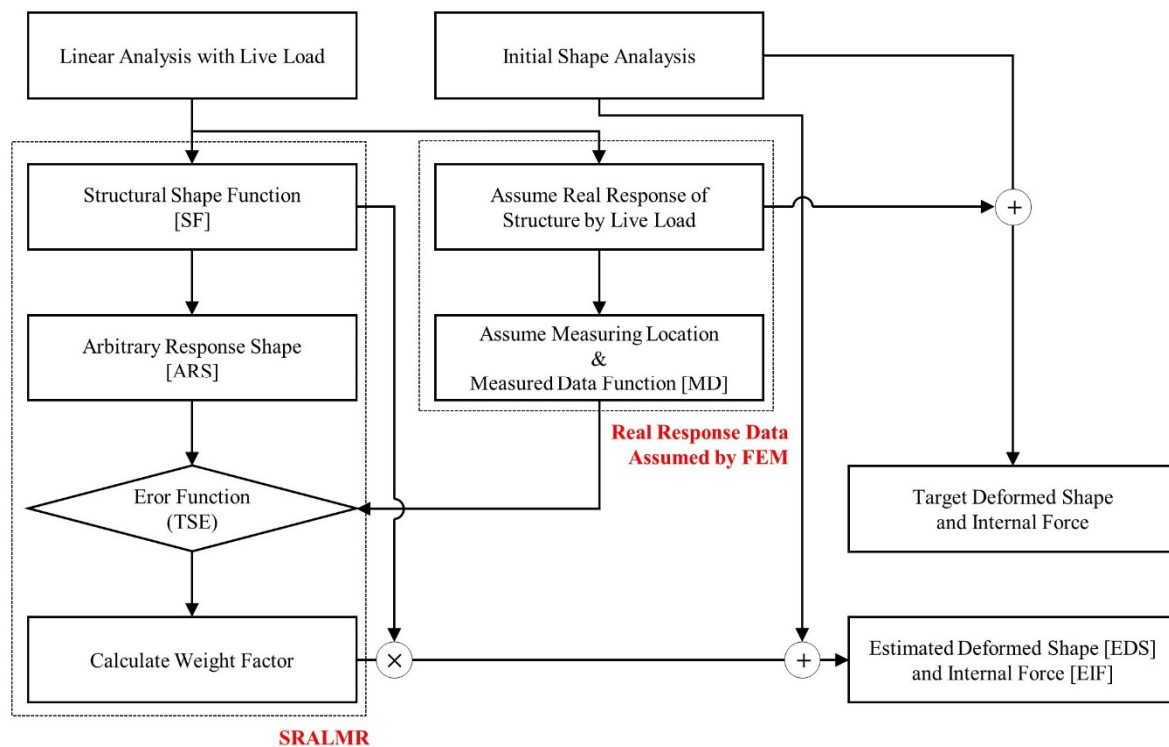 Linear Analysis with Live Load
Initial Shape Analaysis
Structural Shape Function
[SF]
Assume Real Response of
Structure by Live Load
+
Arbitrary Response Shape
[ARS]
Assume Measuring Location
&
Measured Data Function [MD]
Real Response Data
Assumed by FEM
Eror Function
(TSE)
Target Deformed Shape
and Internal Force
Calculate Weight Factor
×
+
Estimated Deformed Shape [EDS]
and Internal Force [EIF]
SRALMR